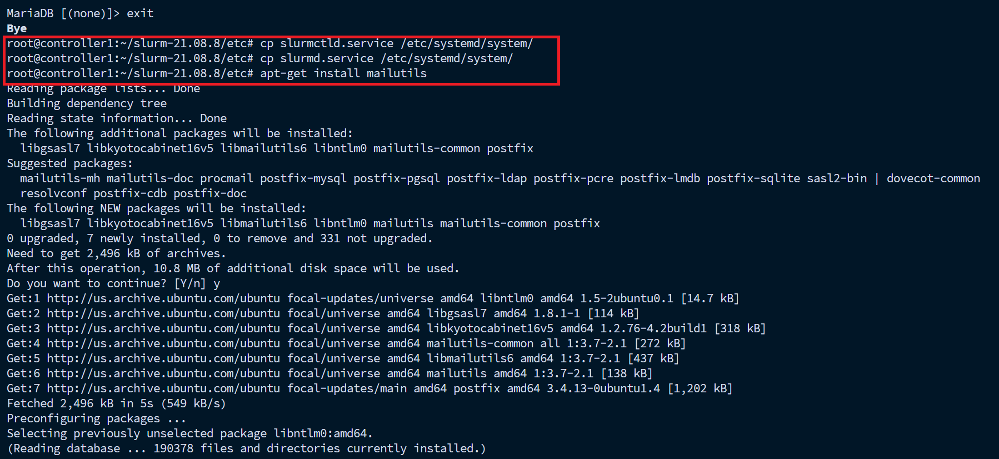 MariaDB [(none)]> exit
Bye
root@controller1:~/slurm-21.08.8/etc# cp slurmctld.service /etc/systemd/system/
root@controller1:~/slurm-21.08.8/etc# cp slurmd.service /etc/systemd/system/
root@controller1:~/slurm-21.08.8/etc# apt-get install mailutils
Reading package lists... Done
Building dependency tree
Reading state information... Done
The following additional packages will be installed:
  libgsasl7 libkyotocabinet16v5 libmailutils6 libntlm0 mailutils-common postfix
Suggested packages:
  mailutils-mh mailutils-doc procmail postfix-mysql postfix-pgsql postfix-ldap postfix-pcre postfix-lmdb postfix-sqlite sasl2-bin | dovecot-common
  resolvconf postfix-cdb postfix-doc
The following NEW packages will be installed:
  libgsasl7 libkyotocabinet16v5 libmailutils6 libntlm0 mailutils mailutils-common postfix
0 upgraded, 7 newly installed, 0 to remove and 331 not upgraded.
Need to get 2,496 kB of archives.
After this operation, 10.8 MB of additional disk space will be used.
Do you want to continue? [Y/n] y
Get:1 http://us.archive.ubuntu.com/ubuntu focal-updates/universe amd64 libntlm0 amd64 1.5-2ubuntu0.1 [14.7 kB]
Get:2 http://us.archive.ubuntu.com/ubuntu focal/universe amd64 libgsasl7 amd64 1.8.1-1 [114 kB]
Get:3 http://us.archive.ubuntu.com/ubuntu focal/universe amd64 libkyotocabinet16v5 amd64 1.2.76-4.2build1 [318 kB]
Get:4 http://us.archive.ubuntu.com/ubuntu focal/universe amd64 mailutils-common all 1:3.7-2.1 [272 kB]
Get:5 http://us.archive.ubuntu.com/ubuntu focal/universe amd64 libmailutils6 amd64 1:3.7-2.1 [437 kB]
Get:6 http://us.archive.ubuntu.com/ubuntu focal/universe amd64 mailutils amd64 1:3.7-2.1 [138 kB]
Get:7 http://us.archive.ubuntu.com/ubuntu focal-updates/main amd64 postfix amd64 3.4.13-0ubuntu1.4 [1,202 kB]
Fetched 2,496 kB in 5s (549 kB/s)
Preconfiguring packages ...
Selecting previously unselected package libntlm0:amd64.
(Reading database ... 190378 files and directories currently installed.)